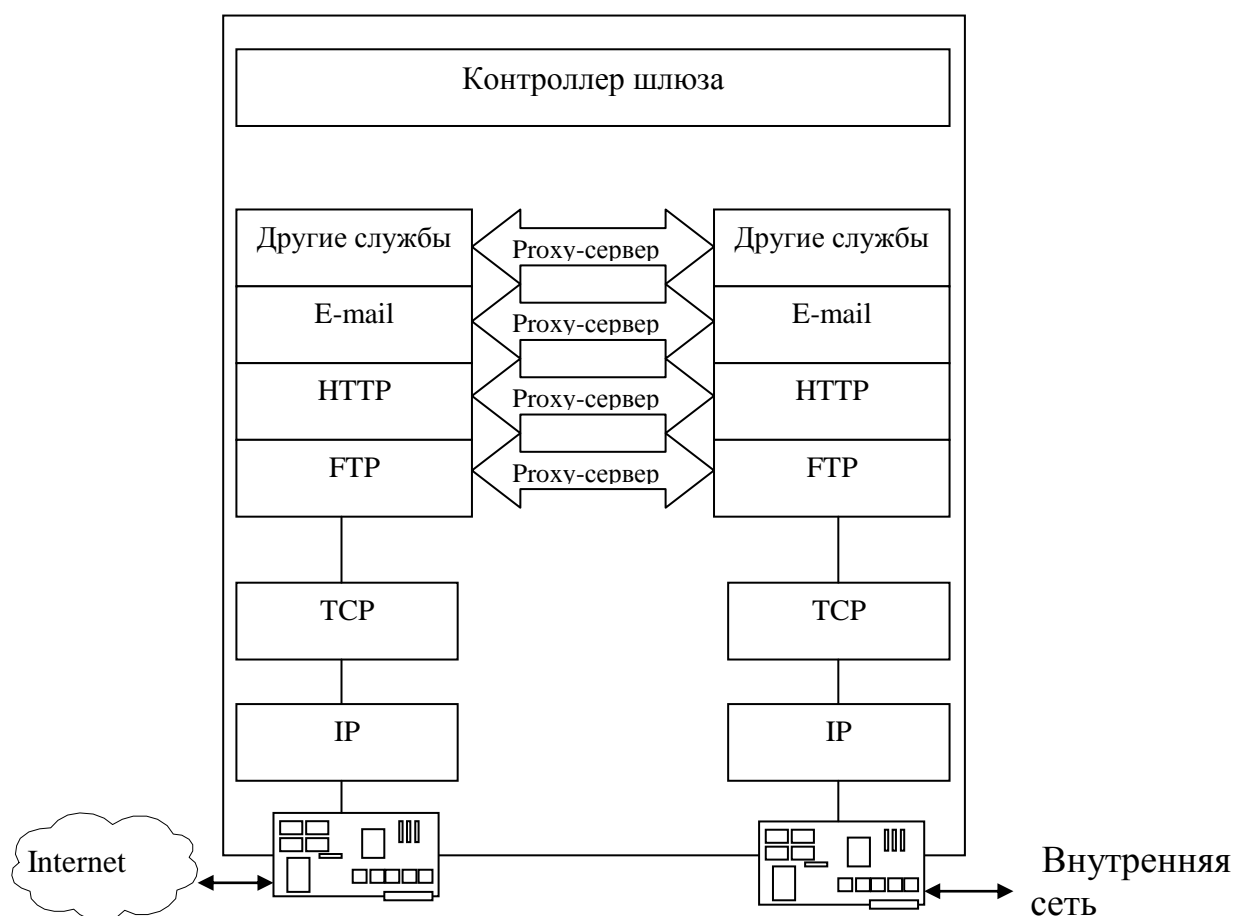 Контроллер шлюза
Другие службы
Proxy-сервер
Другие службы
E-mail
Proxy-сервер
E-mail
HTTP
Proxy-сервер
HTTP
FTP
Proxy-сервер
FTP
TCP
TCP
IP
IP
Internet
Внутренняя
сеть